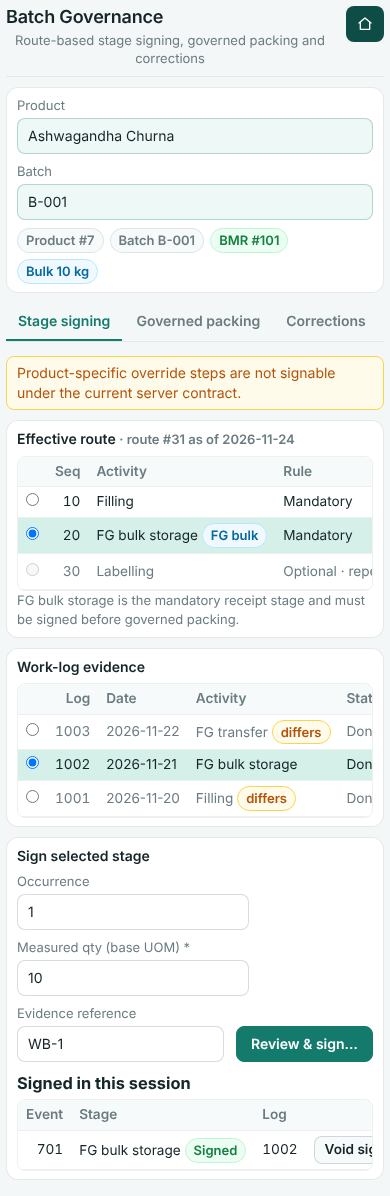 Batch Governance
Route-based stage signing, governed packing and
corrections
Product
Ashwagandha Churna
Batch
B-001
Product #7 Batch B-001 BMR #101
Bulk 10 kg
Stage signing Governed packing Corrections
Product-specific override steps are not signable
under the current server contract.
Effective route · route #31 as of 2026-11-24
Seq Activity Rule
10 Filling Mandatory
20 FG bulk storage FG bulk Mandatory
30 Labelling Optional ·
FG bulk storage is the mandatory receipt stage and must
be signed before governed packing.
Work-log evidence
Log Date Activity
1003 2026-11-22 FG transfer differs
1002 2026-11-21 FG bulk storage
1001 2026-11-20 Filling differs
Sign selected stage
Occurrence
1
Measured qty (base UOM) *
10
Evidence reference
WB-1
Review & sign...
Signed in this session
Event Stage Log
701 FG bulk storage Signed 1002 Void